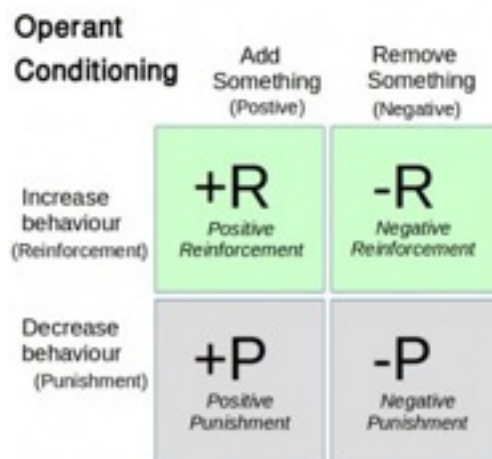 Operant
Conditioning
Add
Something
(Postive)
Remove
Something
(Negative)
Increase
behaviour
(Reinforcement)
+R
Positive
Reinforcement
-R
Negative
Reinforcement
Decrease
behaviour
(Punishment)
+P
Positive
Punishment
-P
Negative
Punishment